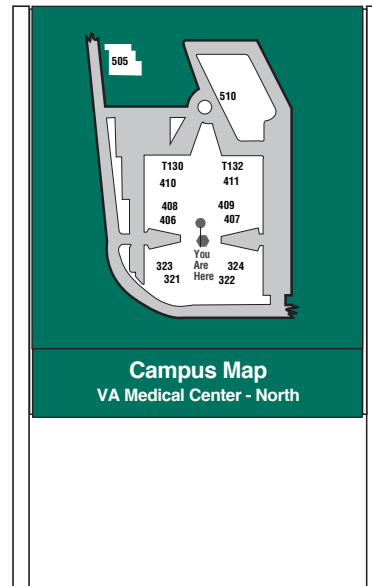 505
510
T130 T132
410 411
408 409
406 407
You
Are
Here
323 324
321 322
Campus Map
VA Medical Center - North